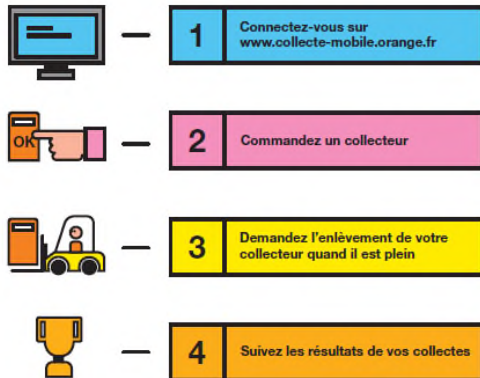 1
Connectez-vous sur
www.collecte-mobile.orange.fr
OK
2
Commandez un collecteur
3
Demandez l'enlèvement de votre
collecteur quand il est plein
4
Suivez les résultats de vos collectes